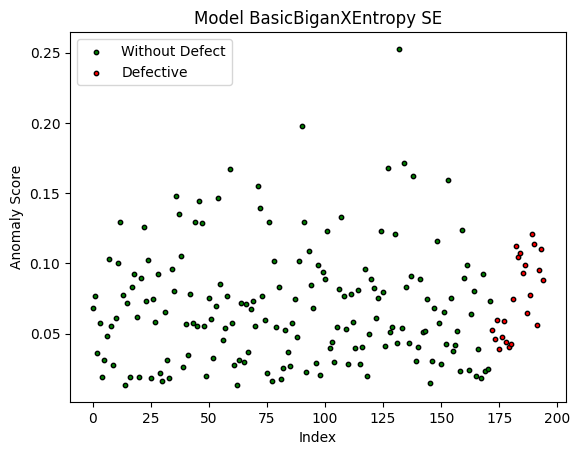 Model BasicBiganXEntropy SE
Without Defect
Defective
Anomaly Score
0.25
0.20
0.15
0.10
0.05
0 25 50 75 100 125 150 175 200
Index